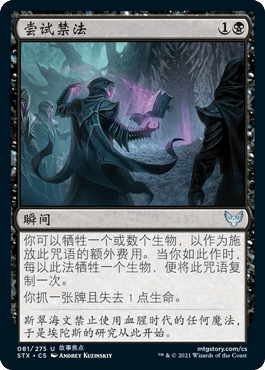 尝试禁法 1
瞬间
你可以牺牲一个或数个生物，以作为施
放此咒语的额外费用。当你如此作时，
每以此法牺牲一个生物，便将此咒语复
制一次。
你抓一张牌且失去1点生命。
斯翠海文禁止使用血腥时代的任何魔法，
于是埃陀斯的研究从此开始。
081/275 U 故事焦点
STX • CS Andrey Kuzinskiy
mtgstory.com/cs
™ & © 2021 Wizards of the Coast